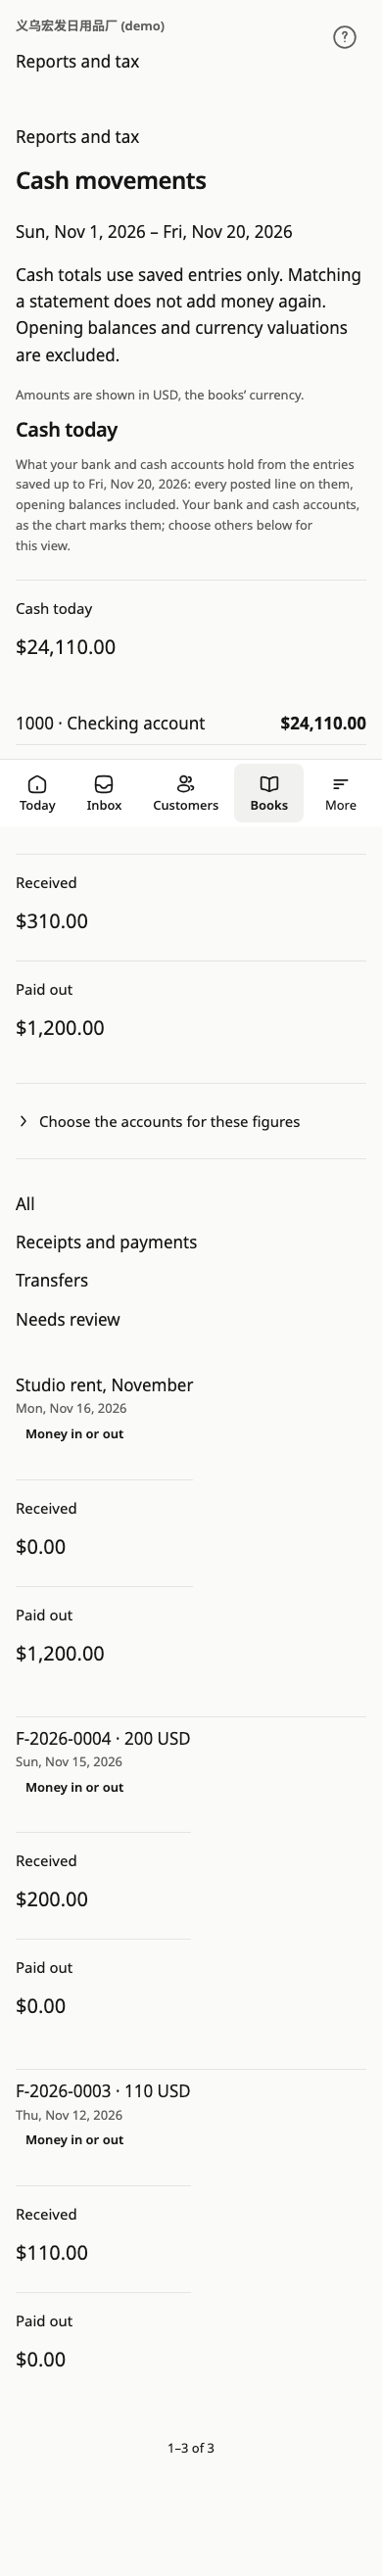 义乌宏发日用品厂 (demo)
Reports and tax
Reports and tax
Cash movements
Sun, Nov 1, 2026 – Fri, Nov 20, 2026
Cash totals use saved entries only. Matching
a statement does not add money again.
Opening balances and currency valuations
are excluded.
Amounts are shown in USD, the books’ currency.
Cash today
What your bank and cash accounts hold from the entries
saved up to Fri, Nov 20, 2026: every posted line on them,
opening balances included. Your bank and cash accounts,
as the chart marks them; choose others below for
this view.
Cash today
$24,110.00
1000 · Checking account $24,110.00
Today Inbox Customers Books More
Received
$310.00
Paid out
$1,200.00
Choose the accounts for these figures
All
Receipts and payments
Transfers
Needs review
Studio rent, November
Mon, Nov 16, 2026
Money in or out
Received
$0.00
Paid out
$1,200.00
F-2026-0004 · 200 USD
Sun, Nov 15, 2026
Money in or out
Received
$200.00
Paid out
$0.00
F-2026-0003 · 110 USD
Thu, Nov 12, 2026
Money in or out
Received
$110.00
Paid out
$0.00
1–3 of 3